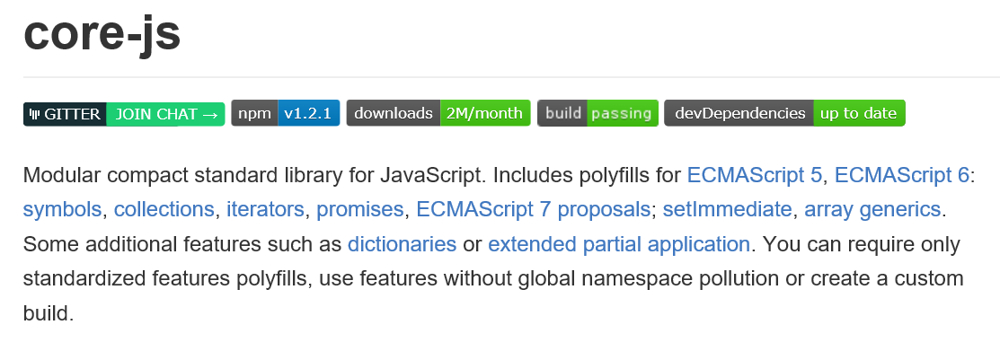 core-js
GITTER JOIN CHAT → npm v1.2.1 downloads 2M/month build passing devDependencies up to date
Modular compact standard library for JavaScript. Includes polyfills for ECMAScript 5, ECMAScript 6:
symbols, collections, iterators, promises, ECMAScript 7 proposals; setImmediate, array generics.
Some additional features such as dictionaries or extended partial application. You can require only
standardized features polyfills, use features without global namespace pollution or create a custom
build.